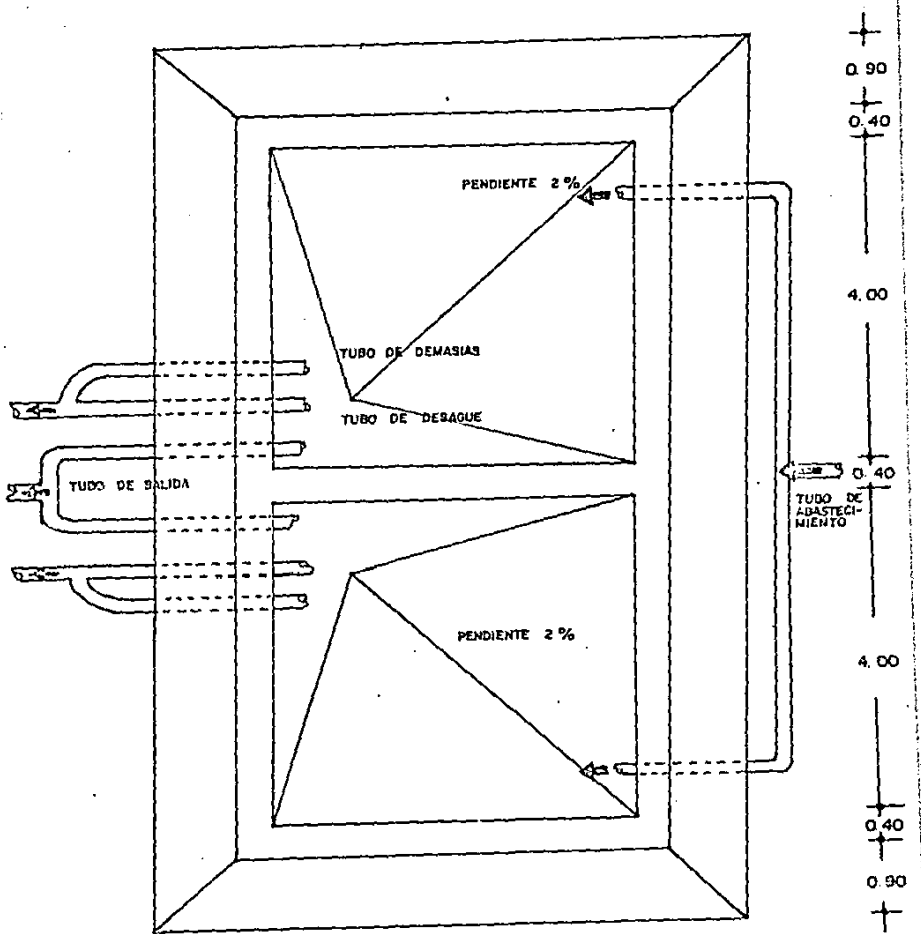 0.90
0.40
PENDIENTE 2%
4.00
TUBO DE DEMASIAS
TUBO DE DESAGUE
0.40
TUBO DE SALIDA
TUBO DE
ABASTECI-
MIENTO
PENDIENTE 2%
4.00
0.40
0.90